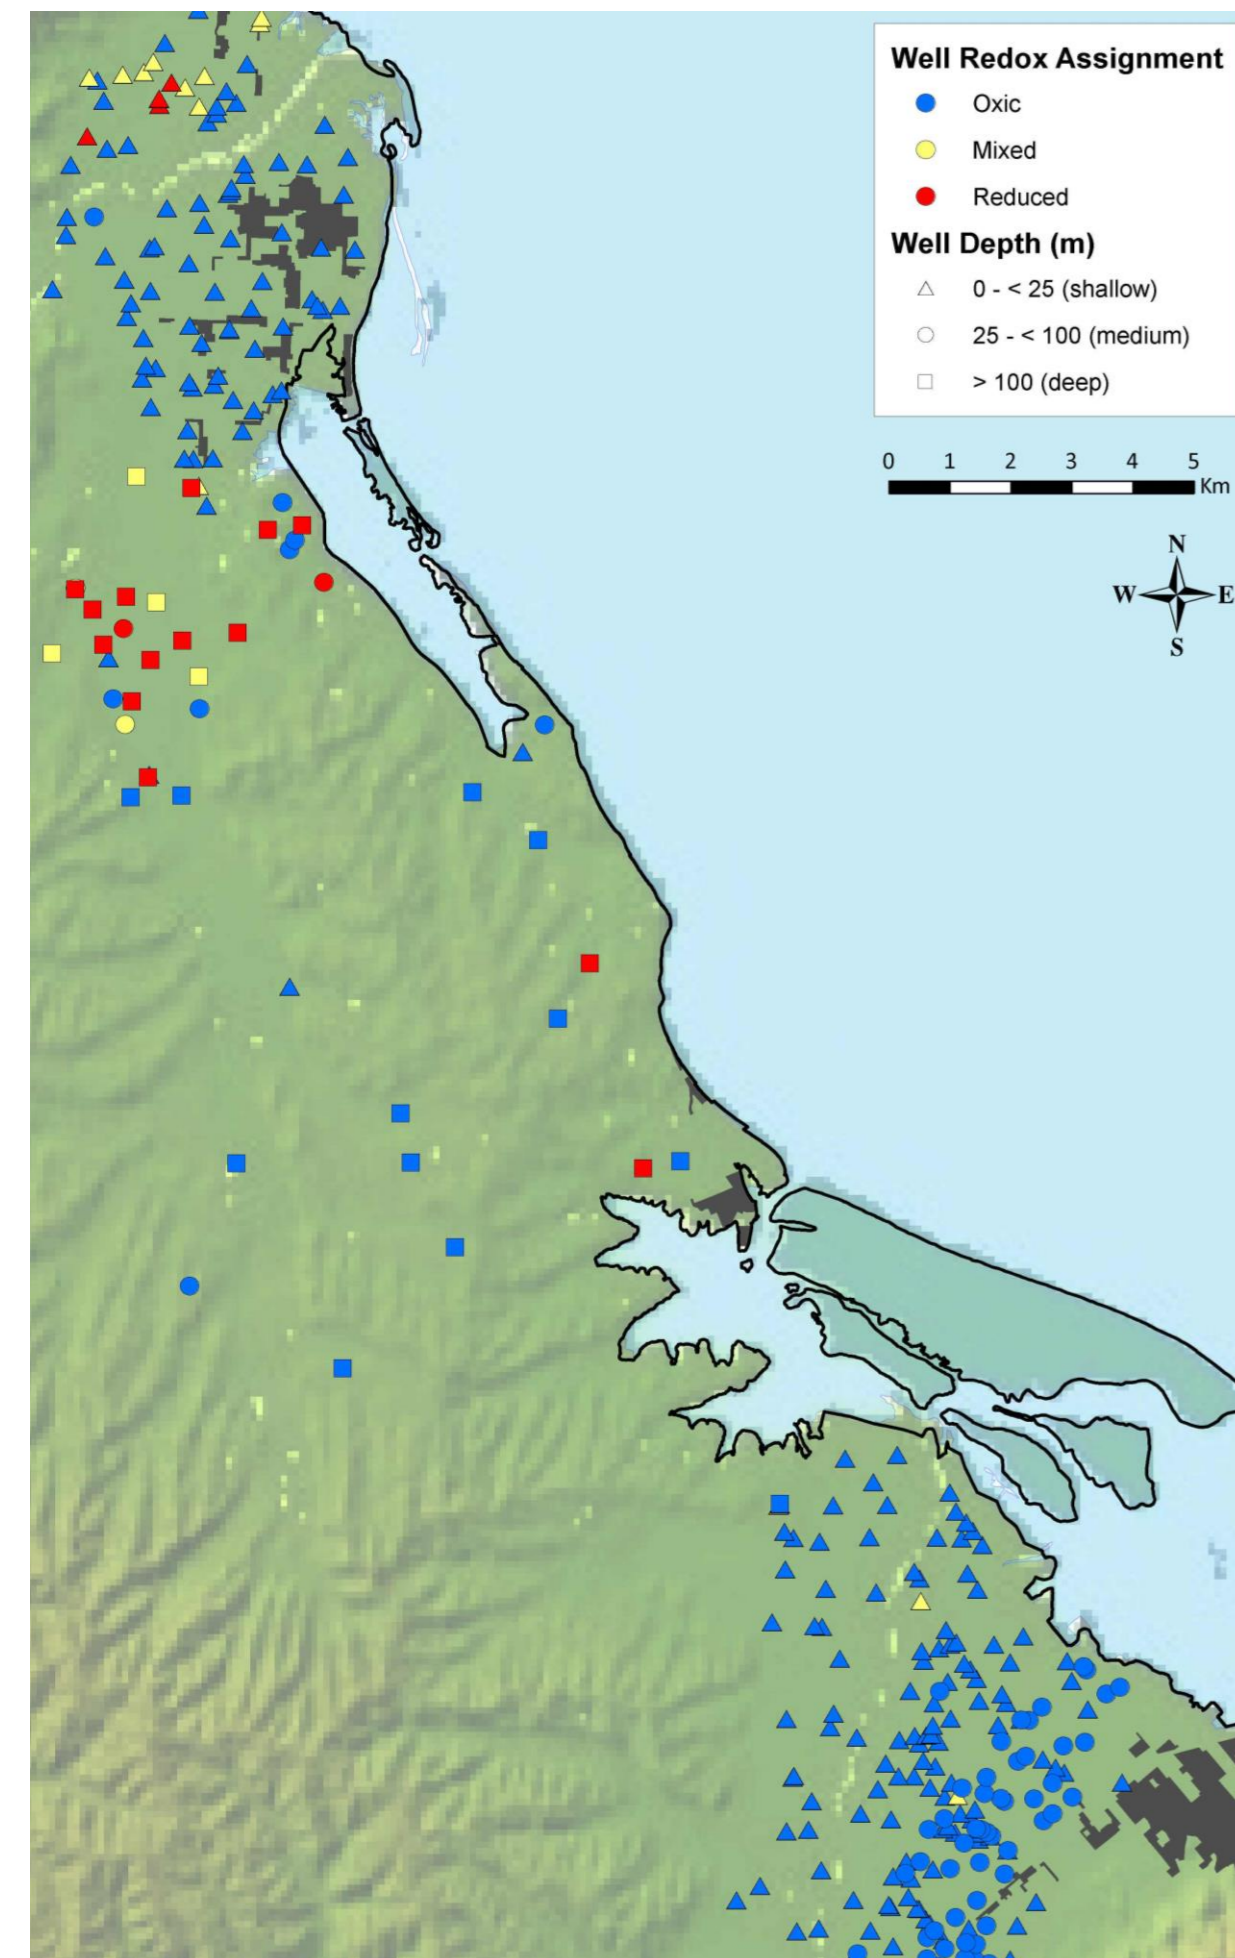 Well Redox Assignment
Oxic
Mixed
Reduced
Well Depth (m)
0 - < 25 (shallow)
25 - < 100 (medium)
> 100 (deep)
0 1 2 3 4 5
Km
N
W E
S